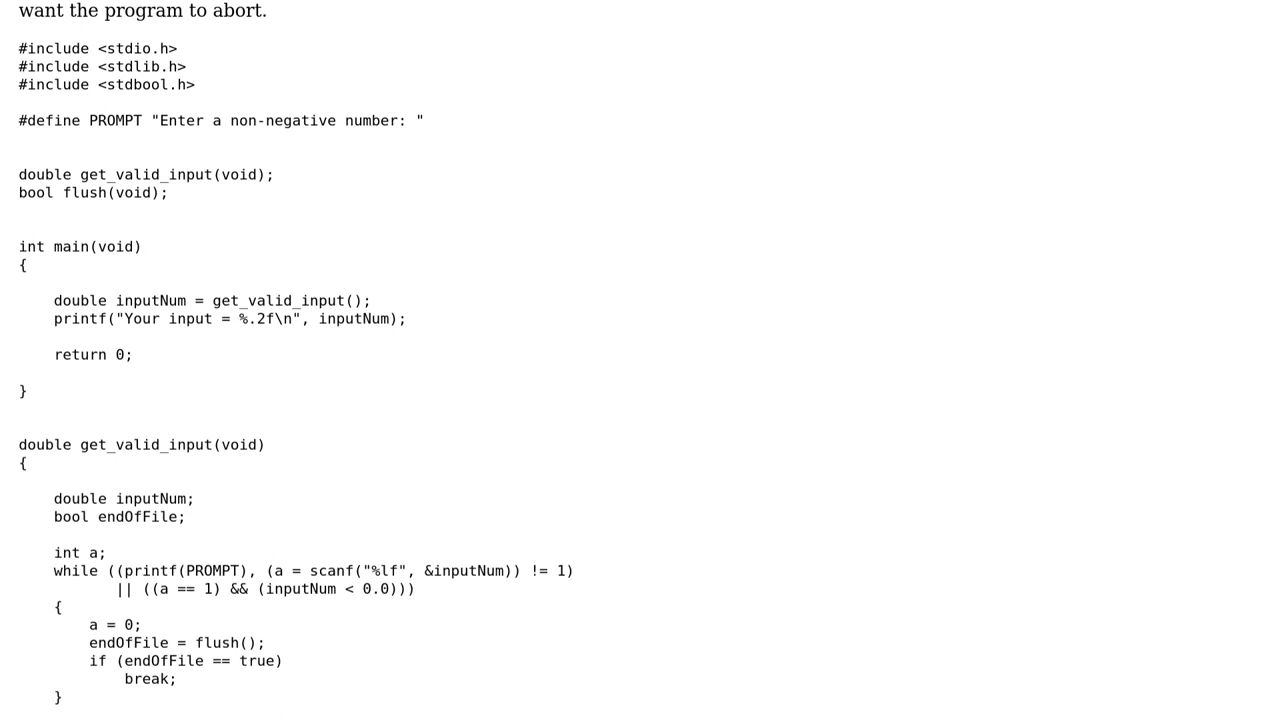 want the program to abort.
#include <stdio.h>
#include <stdlib.h>
#include <stdbool.h>
#define PROMPT "Enter a non-negative number: "
double get_valid_input(void);
bool flush(void);
int main(void)
{
    double inputNum = get_valid_input();
    printf("Your input = %.2f\n", inputNum);
    return 0;
}
double get_valid_input(void)
{
    double inputNum;
    bool endOfFile;
    int a;
    while ((printf(PROMPT), (a = scanf("%lf", &inputNum)) != 1)
           || ((a == 1) && (inputNum < 0.0)))
    {
        a = 0;
        endOfFile = flush();
        if (endOfFile == true)
            break;
    }